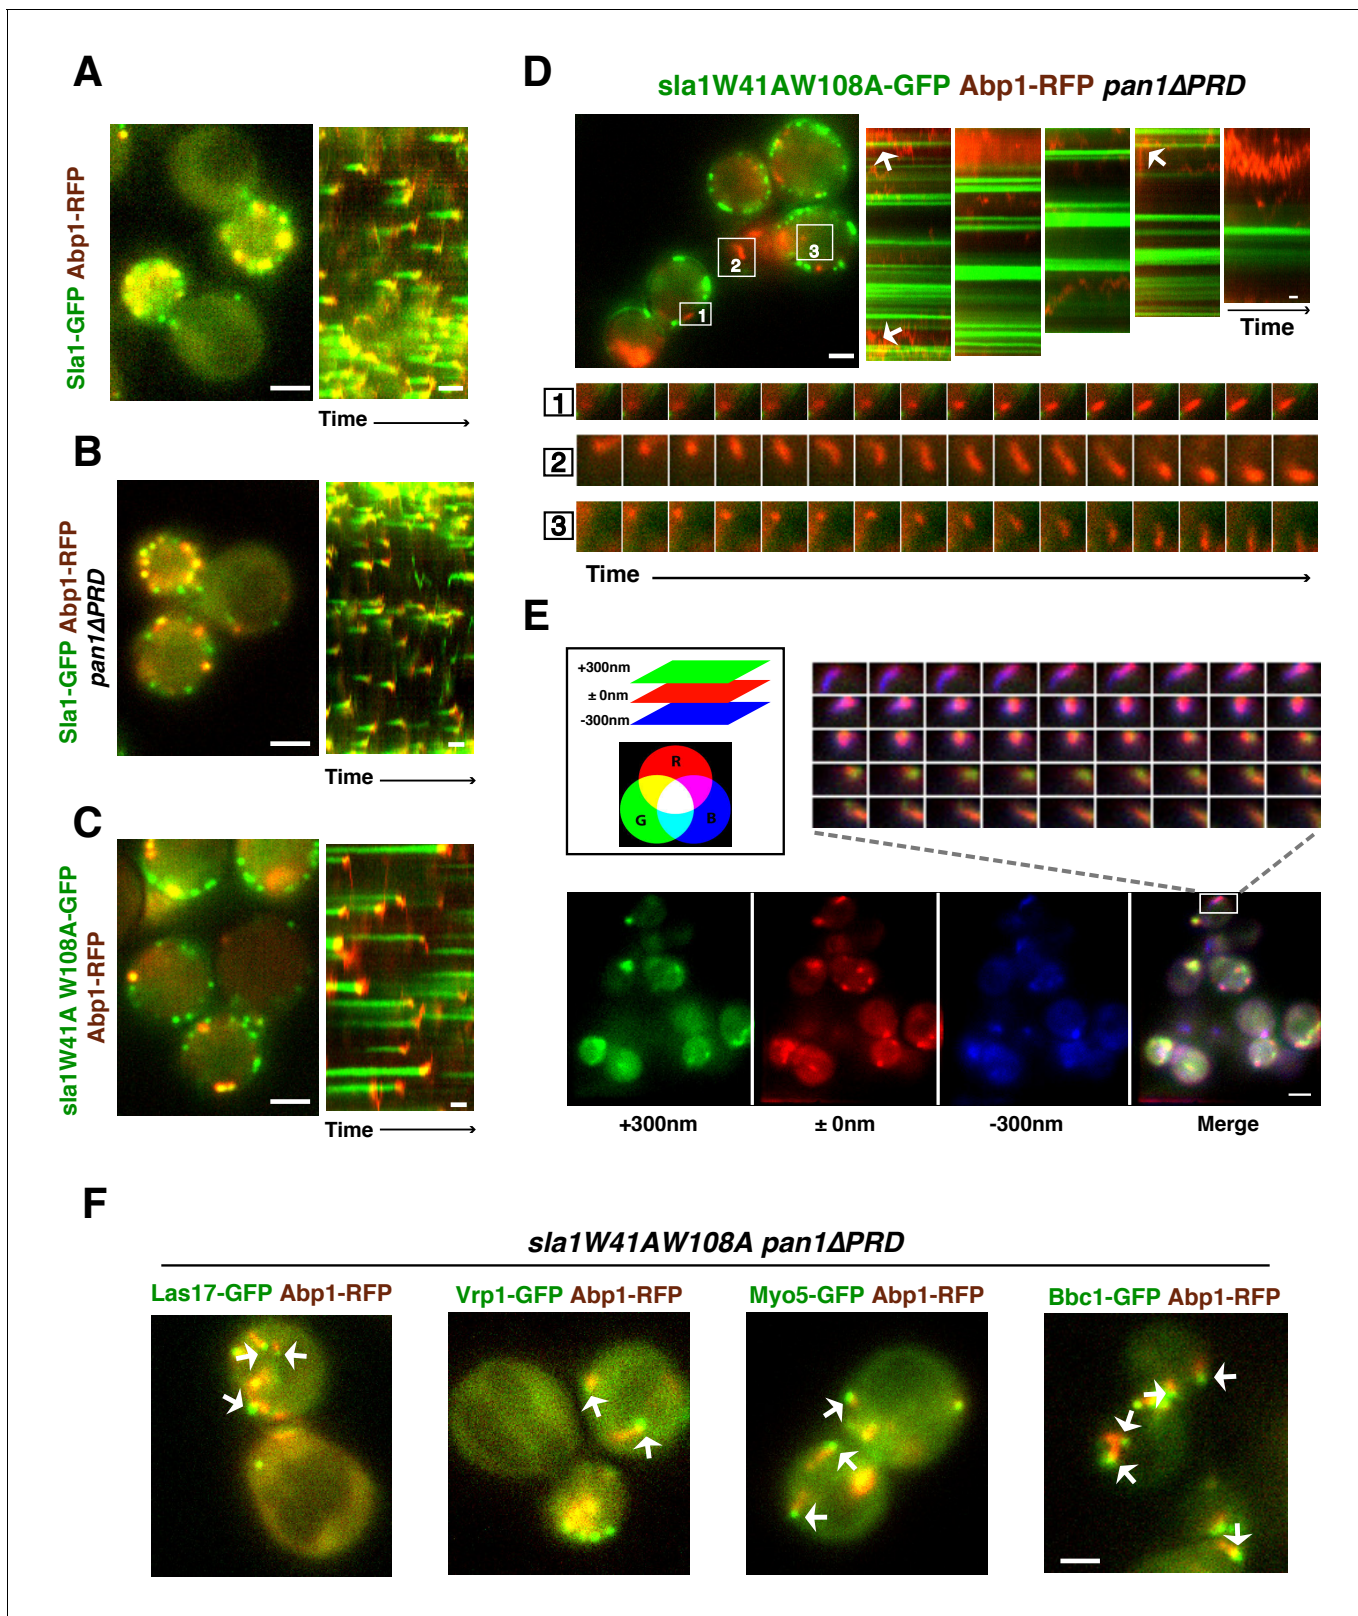 A
Sla1-GFP Abp1-RFP
Time
B
Sla1-GFP Abp1-RFP
pan1ΔPRD
Time
C
sla1W41A W108A-GFP
Abp1-RFP
Time
D
sla1W41AW108A-GFP Abp1-RFP pan1ΔPRD
1
2
3
Time
1
2
3
Time
E
+300nm
± 0nm
-300nm
R
G
B
+300nm
± 0nm
-300nm
Merge
F
sla1W41AW108A pan1ΔPRD
Las17-GFP Abp1-RFP
Vrp1-GFP Abp1-RFP
Myo5-GFP Abp1-RFP
Bbc1-GFP Abp1-RFP